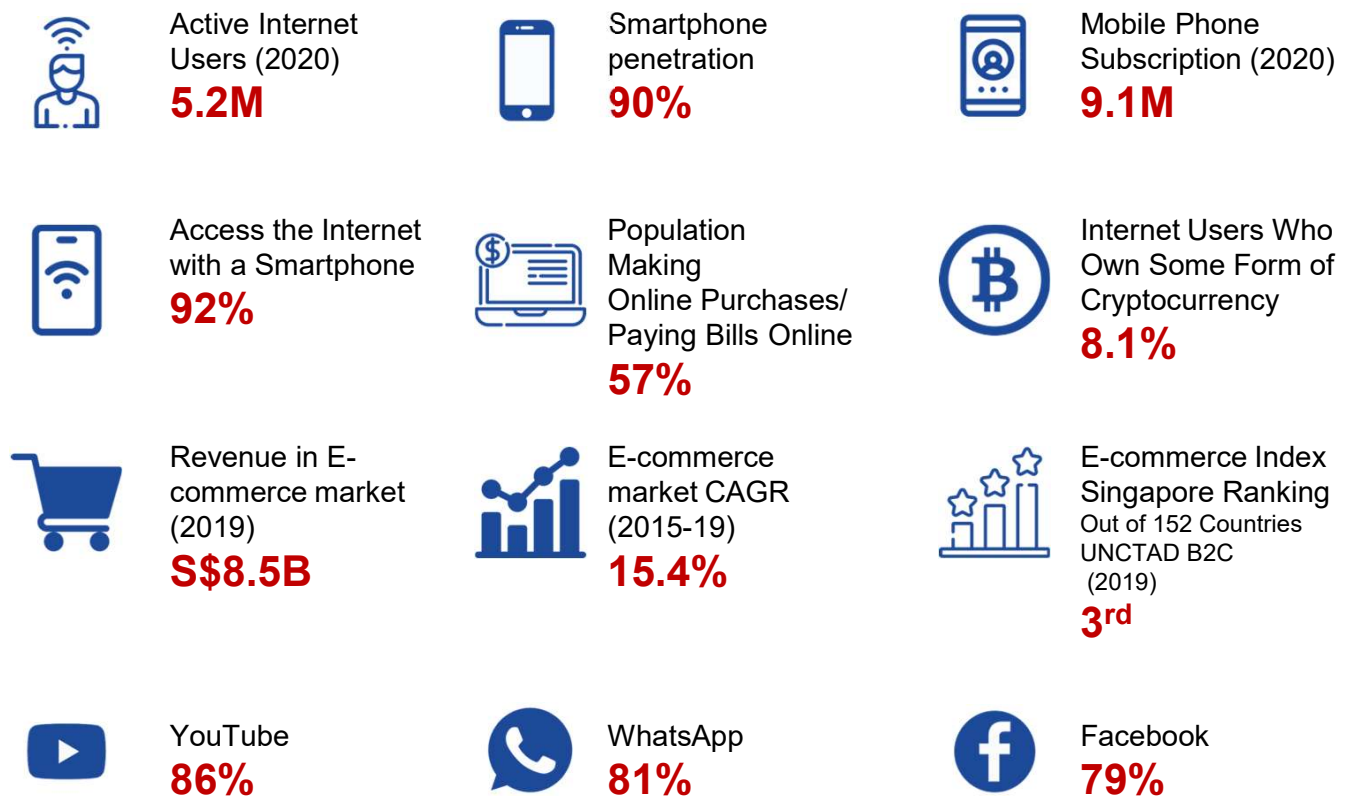 Active Internet
Users (2020)
5.2M
Smartphone
penetration
90%
Mobile Phone
Subscription (2020)
9.1M
Access the Internet
with a Smartphone
92%
$
Population
Making
Online Purchases/
Paying Bills Online
57%
Internet Users Who
Own Some Form of
Cryptocurrency
8.1%
Revenue in E-
commerce market
(2019)
S$8.5B
E-commerce
market CAGR
(2015-19)
15.4%
E-commerce Index
Singapore Ranking
Out of 152 Countries
UNCTAD B2C
(2019)
3rd
YouTube
86%
WhatsApp
81%
Facebook
79%